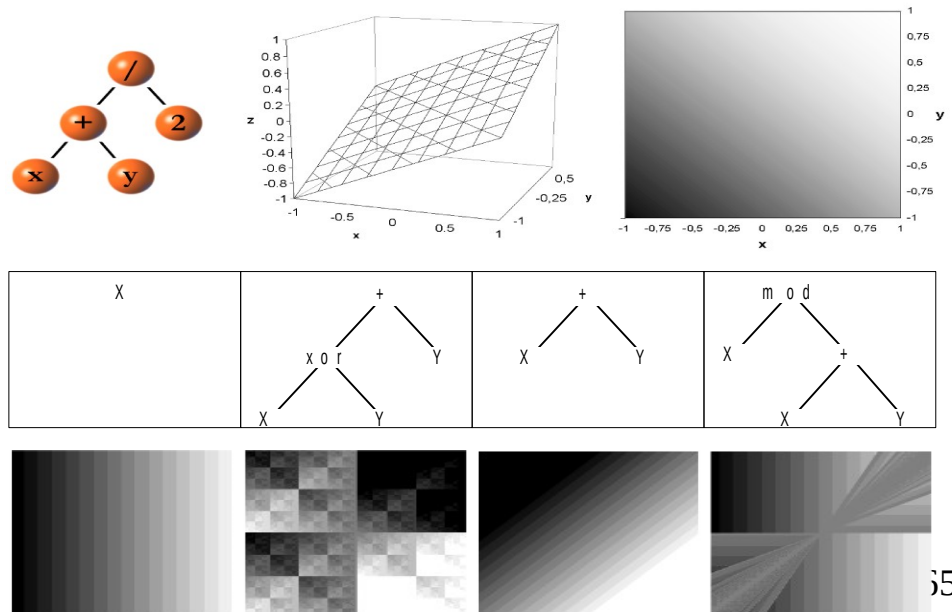 /
+ 2
x y
1
0.8
0.6
0.4
0.2
0
-0.2
-0.4
-0.6
-0.8
-1
z
-1 -0.5 0 0.5 1
x
-1
-0,25
0,5
y
1
0,75
0,5
0,25
0
-0,25
-0,5
-0,75
-1
y
-1 -0,75 -0,5 -0,25 0 0,25 0,5 0,75 1
x
X
+
xor Y
X Y
+
X Y
mod
X +
X Y
65